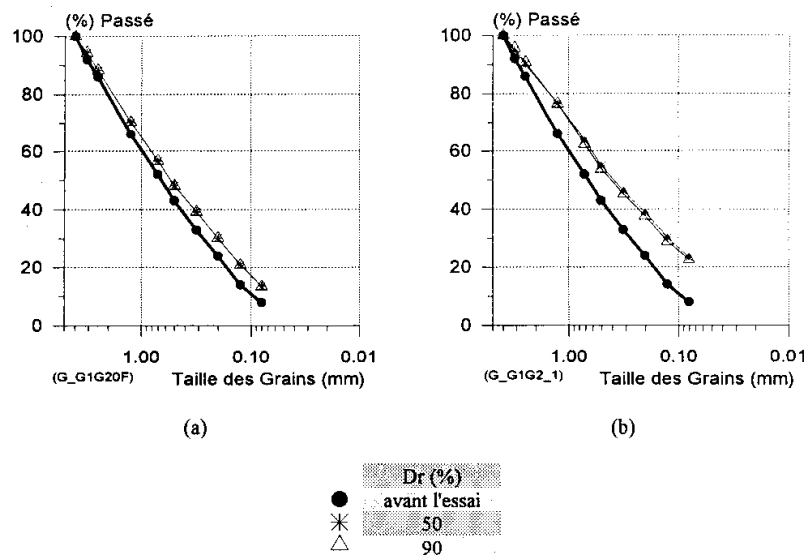 (%) Passé
100
80
60
40
20
0
1.00
0.10
0.01
(G_G1G20F)
Taille des Grains (mm)
(a)
(%) Passé
100
80
60
40
20
0
1.00
0.10
0.01
(G_G1G2_1)
Taille des Grains (mm)
(b)
Dr (%)
avant l'essai
50
90